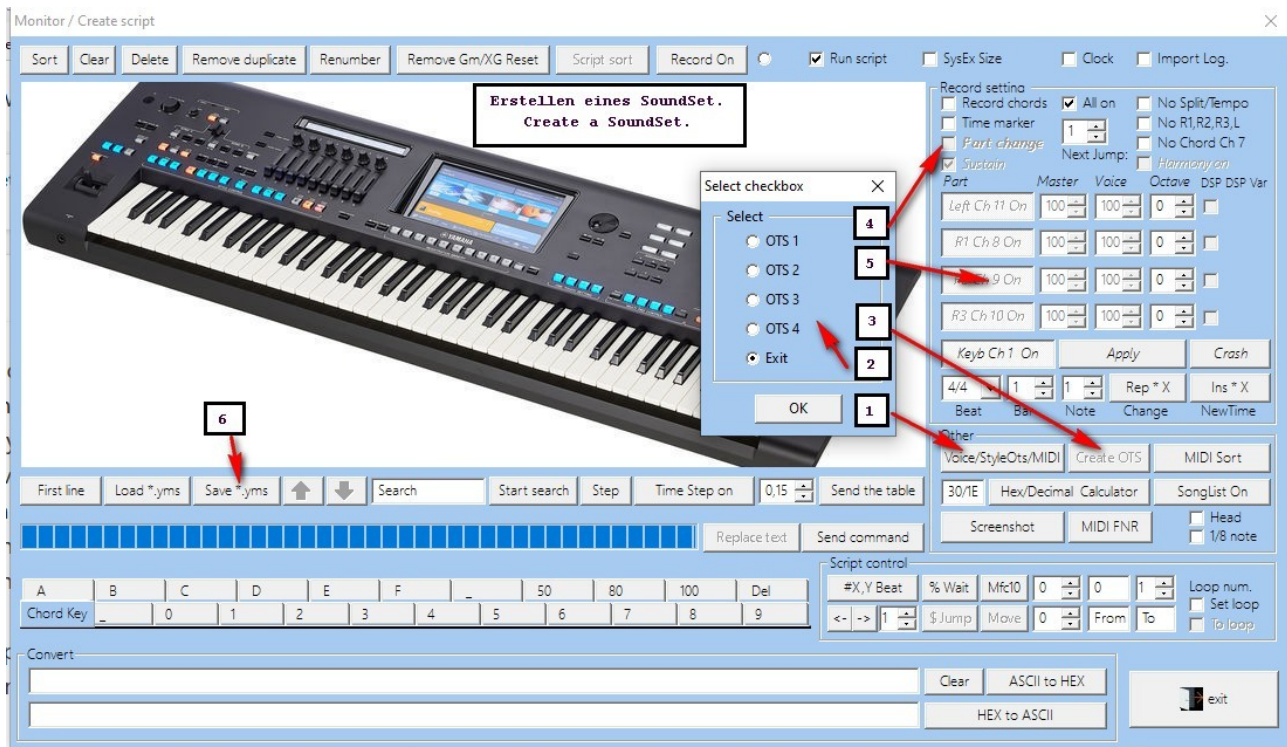 Monitor / Create script
Sort Clear Delete Remove duplicate Renumber Remove Gm/XG Reset Script sort Record On Run script SysEx Size Clock Import Log.
Erstellen eines SoundSet.
Create a SoundSet.
YAMAHA
Select checkbox
Select
OTS 1
OTS 2
OTS 3
OTS 4
Exit
OK
4
5
3
2
1
6
Record setting
Record chords All on No Split/Tempo
Time marker 1 No R1,R2,R3,L
Part change Next Jump: No Chord Ch 7
Sustain Harmony on
Part Master Voice Octave DSP DSP Var
Left Ch 11 On 100 100 0
R1 Ch 8 On 100 100 0
Ch 9 On 100 100 0
R3 Ch 10 On 100 100 0
Keyb Ch 1 On Apply Crash
4/4 1 1 Rep * X Ins * X
Beat Bar Note Change NewTime
Other
Voice/StyleOts/MIDI Create OTS MIDI Sort
30/1E Hex/Decimal Calculator SongList On
Screenshot MIDI FNR Head
1/8 note
First line Load *.yms Save *.yms Search Start search Step Time Step on 0,15 Send the table
Replace text Send command
A B C D E F _ 50 80 100 Del
Chord Key _ 0 1 2 3 4 5 6 7 8 9
Script control
#X,Y Beat % Wait Mfc10 0 0 1 Loop num.
<- -> 1 $ Jump Move 0 From To Set loop
To loop
Convert
Clear ASCII to HEX
HEX to ASCII
exit